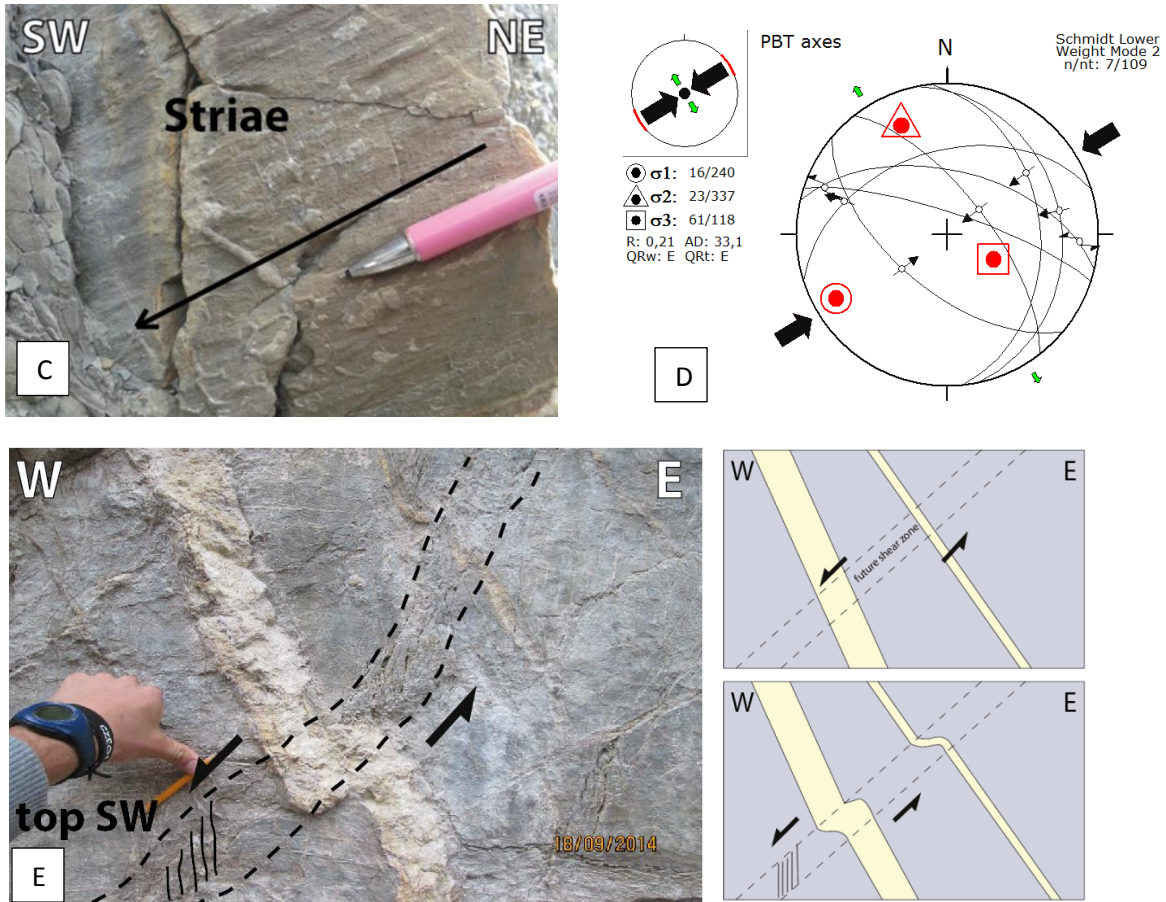 SW
NE
Striae
C
PBT axes
Schmidt Lower
Weight Mode 2
n/nt: 7/109
N
σ1: 16/240
σ2: 23/337
σ3: 61/118
R: 0,21 AD: 33,1
QRw: E QRt: E
D
W
E
top SW
18/09/2014
E
W
E
future shear zone
W
E